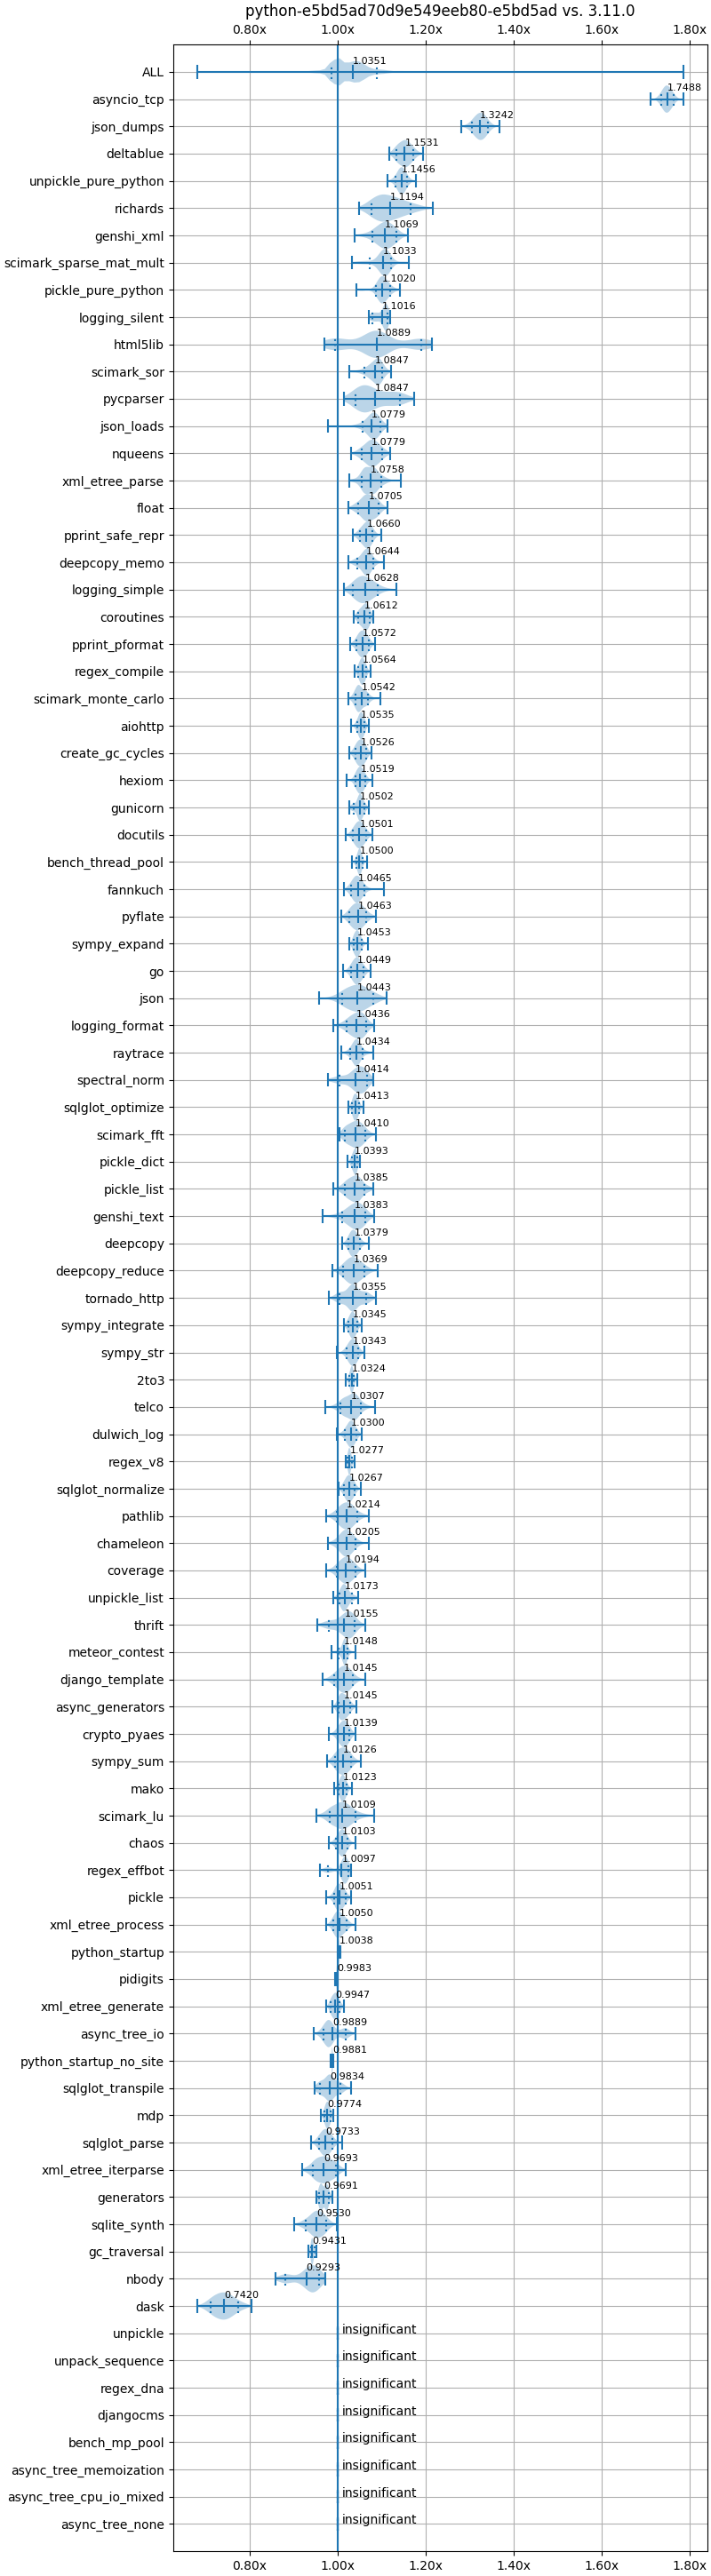 python-e5bd5ad70d9e549eeb80-e5bd5ad vs. 3.11.0
0.80x 1.00x 1.20x 1.40x 1.60x 1.80x
ALL 1.0351
asyncio_tcp 1.7488
json_dumps 1.3242
deltablue 1.1531
unpickle_pure_python 1.1456
richards 1.1194
genshi_xml 1.1069
scimark_sparse_mat_mult 1.1033
pickle_pure_python 1.1020
logging_silent 1.1016
html5lib 1.0889
scimark_sor 1.0847
pycparser 1.0847
json_loads 1.0779
nqueens 1.0779
xml_etree_parse 1.0758
float 1.0705
pprint_safe_repr 1.0660
deepcopy_memo 1.0644
logging_simple 1.0628
coroutines 1.0612
pprint_pformat 1.0572
regex_compile 1.0564
scimark_monte_carlo 1.0542
aiohttp 1.0535
create_gc_cycles 1.0526
hexiom 1.0519
gunicorn 1.0502
docutils 1.0501
bench_thread_pool 1.0500
fannkuch 1.0465
pyflate 1.0463
sympy_expand 1.0453
go 1.0449
json 1.0443
logging_format 1.0436
raytrace 1.0434
spectral_norm 1.0414
sqlglot_optimize 1.0413
scimark_fft 1.0410
pickle_dict 1.0393
pickle_list 1.0385
genshi_text 1.0383
deepcopy 1.0379
deepcopy_reduce 1.0369
tornado_http 1.0355
sympy_integrate 1.0345
sympy_str 1.0343
2to3 1.0324
telco 1.0307
dulwich_log 1.0300
regex_v8 1.0277
sqlglot_normalize 1.0267
pathlib 1.0214
chameleon 1.0205
coverage 1.0194
unpickle_list 1.0173
thrift 1.0155
meteor_contest 1.0148
django_template 1.0145
async_generators 1.0145
crypto_pyaes 1.0139
sympy_sum 1.0126
mako 1.0123
scimark_lu 1.0109
chaos 1.0103
regex_effbot 1.0097
pickle 1.0051
xml_etree_process 1.0050
python_startup 1.0038
pidigits 0.9983
xml_etree_generate 0.9947
async_tree_io 0.9889
python_startup_no_site 0.9881
sqlglot_transpile 0.9834
mdp 0.9774
sqlglot_parse 0.9733
xml_etree_iterparse 0.9693
generators 0.9691
sqlite_synth 0.9530
gc_traversal 0.9431
nbody 0.9293
dask 0.7420
unpickle insignificant
unpack_sequence insignificant
regex_dna insignificant
djangocms insignificant
bench_mp_pool insignificant
async_tree_memoization insignificant
async_tree_cpu_io_mixed insignificant
async_tree_none insignificant
0.80x 1.00x 1.20x 1.40x 1.60x 1.80x